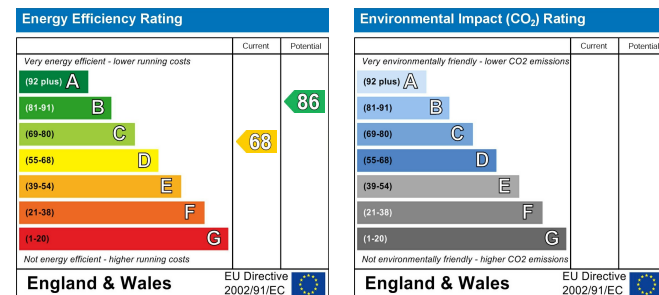 Energy Efficiency Rating
Current Potential
Very energy efficient - lower running costs
(92 plus) A
(81-91) B
(69-80) C
(55-68) D
(39-54) E
(21-38) F
(1-20) G
68
86
Not energy efficient - higher running costs
England & Wales
EU Directive
2002/91/EC
Environmental Impact (CO₂) Rating
Current Potential
Very environmentally friendly - lower CO2 emissions
(92 plus) A
(81-91) B
(69-80) C
(55-68) D
(39-54) E
(21-38) F
(1-20) G
Not environmentally friendly - higher CO2 emissions
England & Wales
EU Directive
2002/91/EC